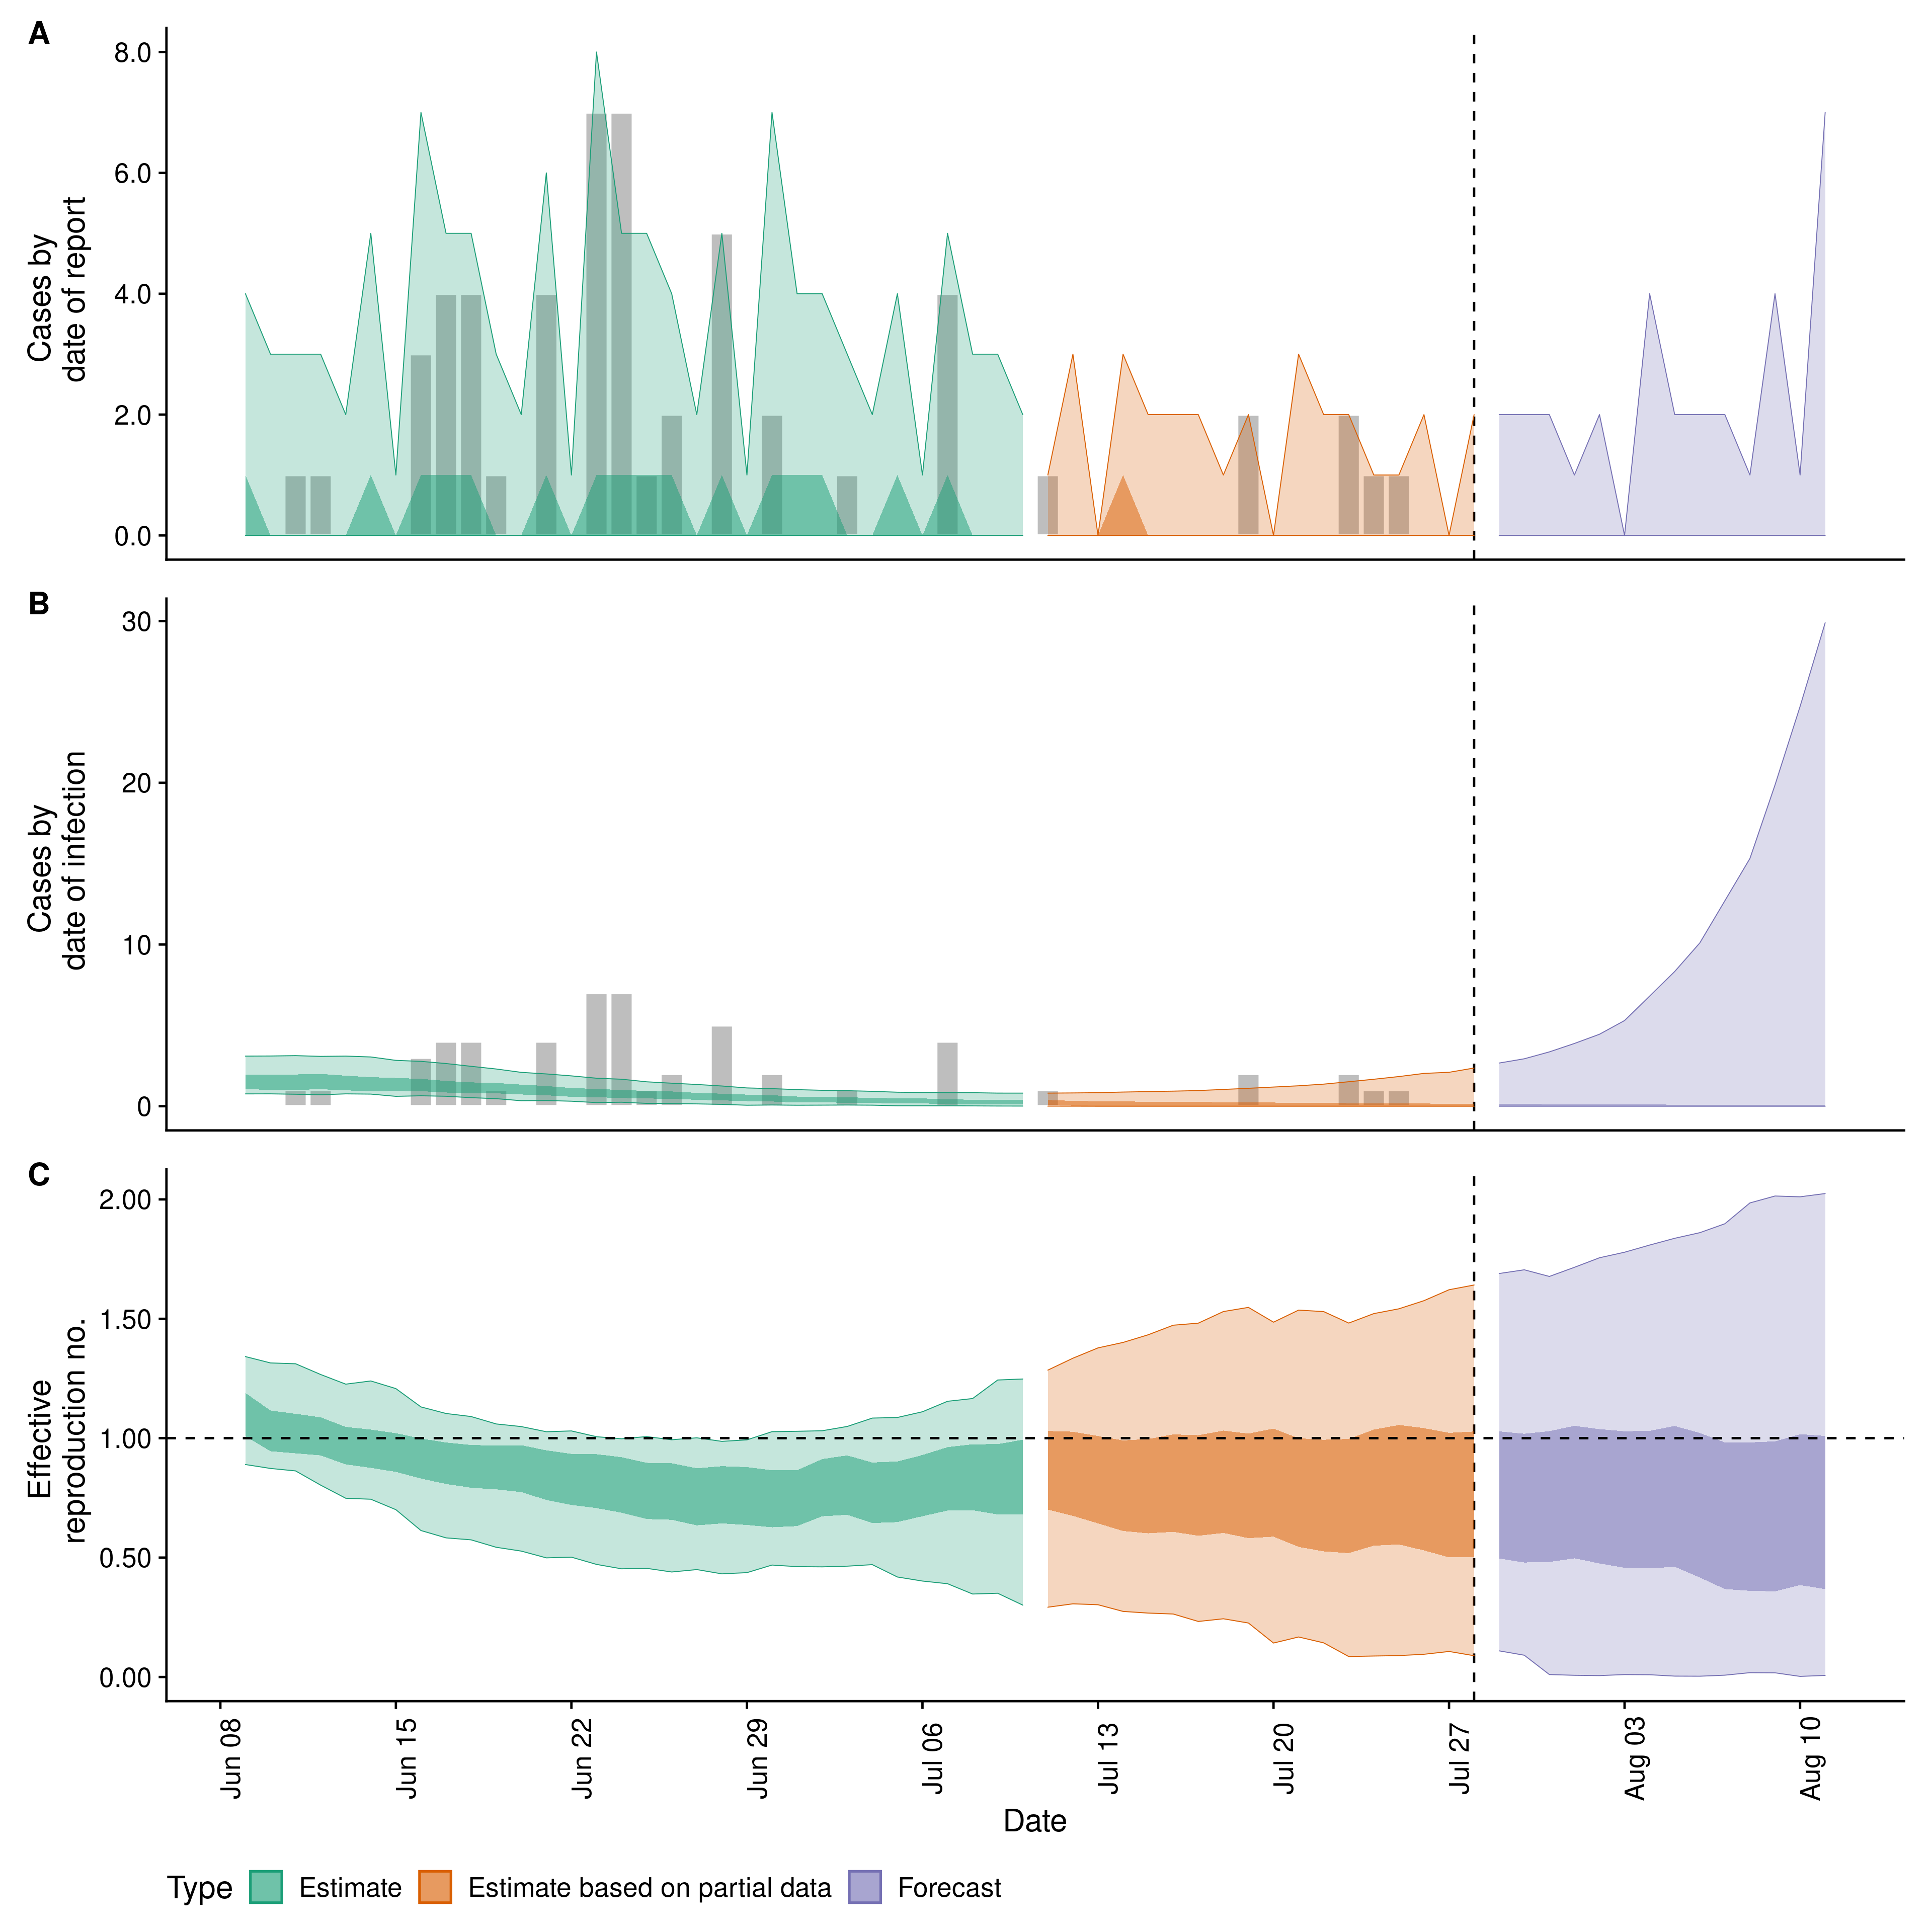 A
8.0
6.0
4.0
2.0
0.0
Cases by
date of report
B
30
20
10
0
Cases by
date of infection
C
2.00
1.50
1.00
0.50
0.00
Effective
reproduction no.
Jun 08
Jun 15
Jun 22
Jun 29
Jul 06
Jul 13
Jul 20
Jul 27
Aug 03
Aug 10
Date
Type
Estimate
Estimate based on partial data
Forecast